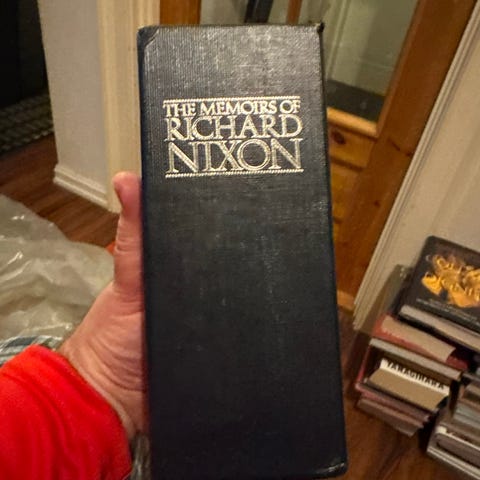 THE MEMOIRS OF
RICHARD
NIXON